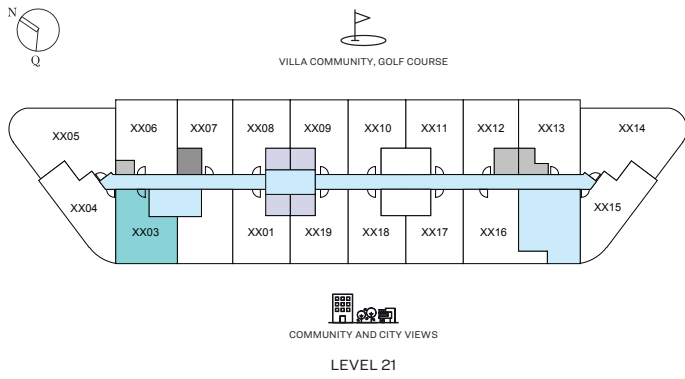 N
Q
VILLA COMMUNITY, GOLF COURSE
XX05
XX06
XX07
XX08
XX09
XX10
XX11
XX12
XX13
XX14
XX04
XX03
XX01
XX19
XX18
XX17
XX16
XX15
COMMUNITY AND CITY VIEWS
LEVEL 21